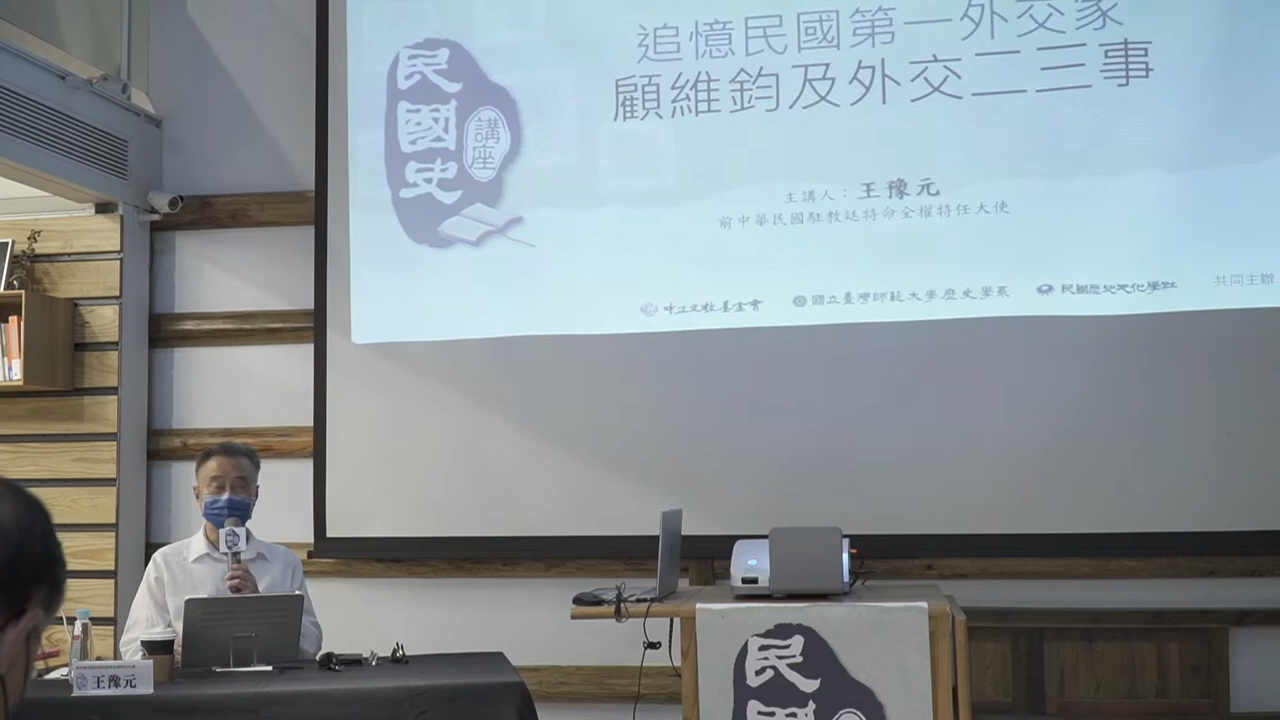 追憶民國第一外交家
顧維鈞及外交二三事
民國史
講座
主講人：王豫元
前中華民國駐教廷特命全權特任大使
中正文教基金會
國立臺灣師範大學歷史學系
民國歷史文化學社
共同主辦
王豫元
民國